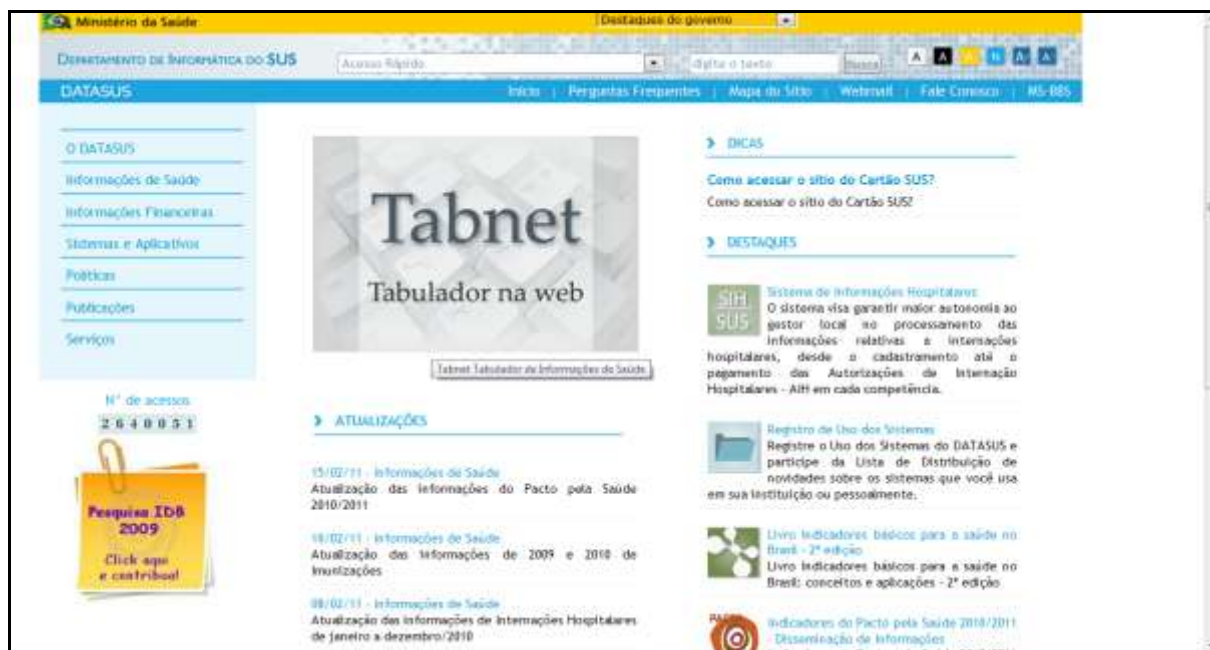 Ministério da Saúde
Destaques do governo
DEPARTAMENTO DE INFORMÁTICA DO SUS
Acesso Rápido
digite o texto
Busca
A
A
A
DATASUS
Início | Perguntas Frequentes | Mapa do Sítio | Webmail | Fale Conosco | MS-BBS
O DATASUS
Informações de Saúde
Informações Financeiras
Sistemas e Aplicativos
Políticas
Publicações
Serviços
N° de acessos
2640051
Pesquisa IDB
2009
Click aqui
e contribua!
Tabnet
Tabulador na web
Tabnet Tabulador de Informações de Saúde
ATUALIZAÇÕES
15/02/11 - Informações de Saúde
Atualização das informações do Pacto pela Saúde
2010/2011
Informações de Saúde
Atualização das informações de 2009 e 2010 de
Imunizações
08/02/11 - Informações de Saúde
Atualização das informações de Internações Hospitalares
de janeiro a dezembro/2010
DICAS
Como acessar o sítio do Cartão SUS?
Como acessar o sítio do Cartão SUS?
DESTAQUES
SIH
SUS
Sistema de Informações Hospitalares
O sistema visa garantir maior autonomia ao
gestor local no processamento das
informações relativas a internações
hospitalares, desde o cadastramento até o
pagamento das Autorizações de Internação
Hospitalares - AIH em cada competência.
Registro de Uso dos Sistemas
Registre o Uso dos Sistemas do DATASUS e
participe da Lista de Distribuição de
novidades sobre os sistemas que você usa
em sua instituição ou pessoalmente.
Livro Indicadores básicos para a saúde no
Brasil - 2ª edição
Livro Indicadores básicos para a saúde no
Brasil: conceitos e aplicações - 2ª edição
PACTO
Indicadores do Pacto pela Saúde 2010/2011
- Disseminação de Informações